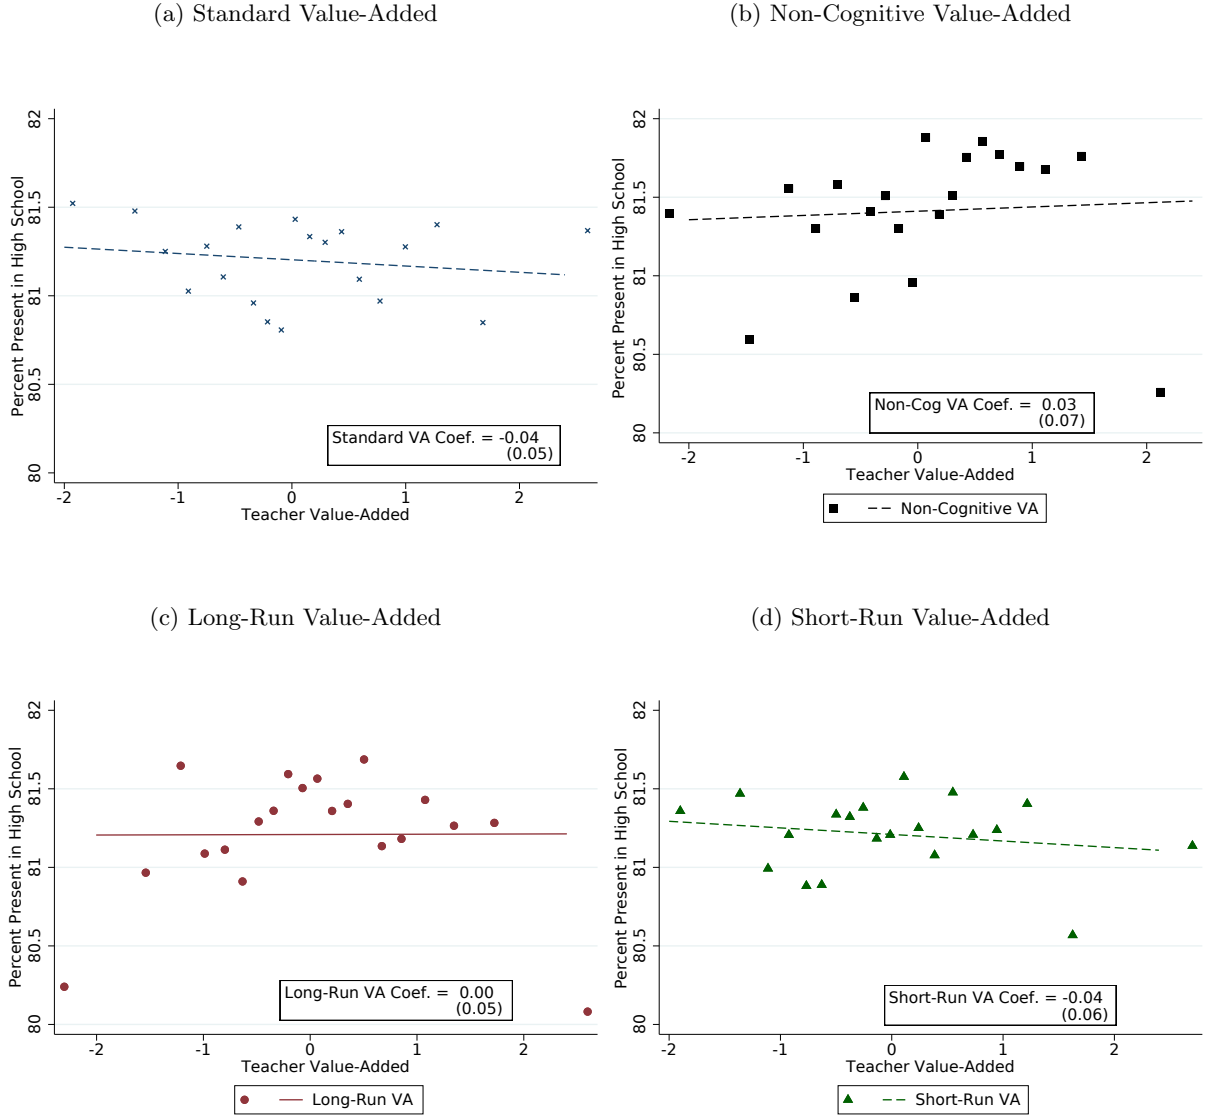 (a) Standard Value-Added
Percent Present in High School
82
81.5
81
80.5
80
-2 -1 0 1 2
Teacher Value-Added
Standard VA Coef. = -0.04
(0.05)
(b) Non-Cognitive Value-Added
Percent Present in High School
82
81.5
81
80.5
80
-2 -1 0 1 2
Teacher Value-Added
Non-Cog VA Coef. = 0.03
(0.07)
Non-Cognitive VA
(c) Long-Run Value-Added
Percent Present in High School
82
81.5
81
80.5
80
-2 -1 0 1 2
Teacher Value-Added
Long-Run VA Coef. = 0.00
(0.05)
Long-Run VA
(d) Short-Run Value-Added
Percent Present in High School
82
81.5
81
80.5
80
-2 -1 0 1 2
Teacher Value-Added
Short-Run VA Coef. = -0.04
(0.06)
Short-Run VA